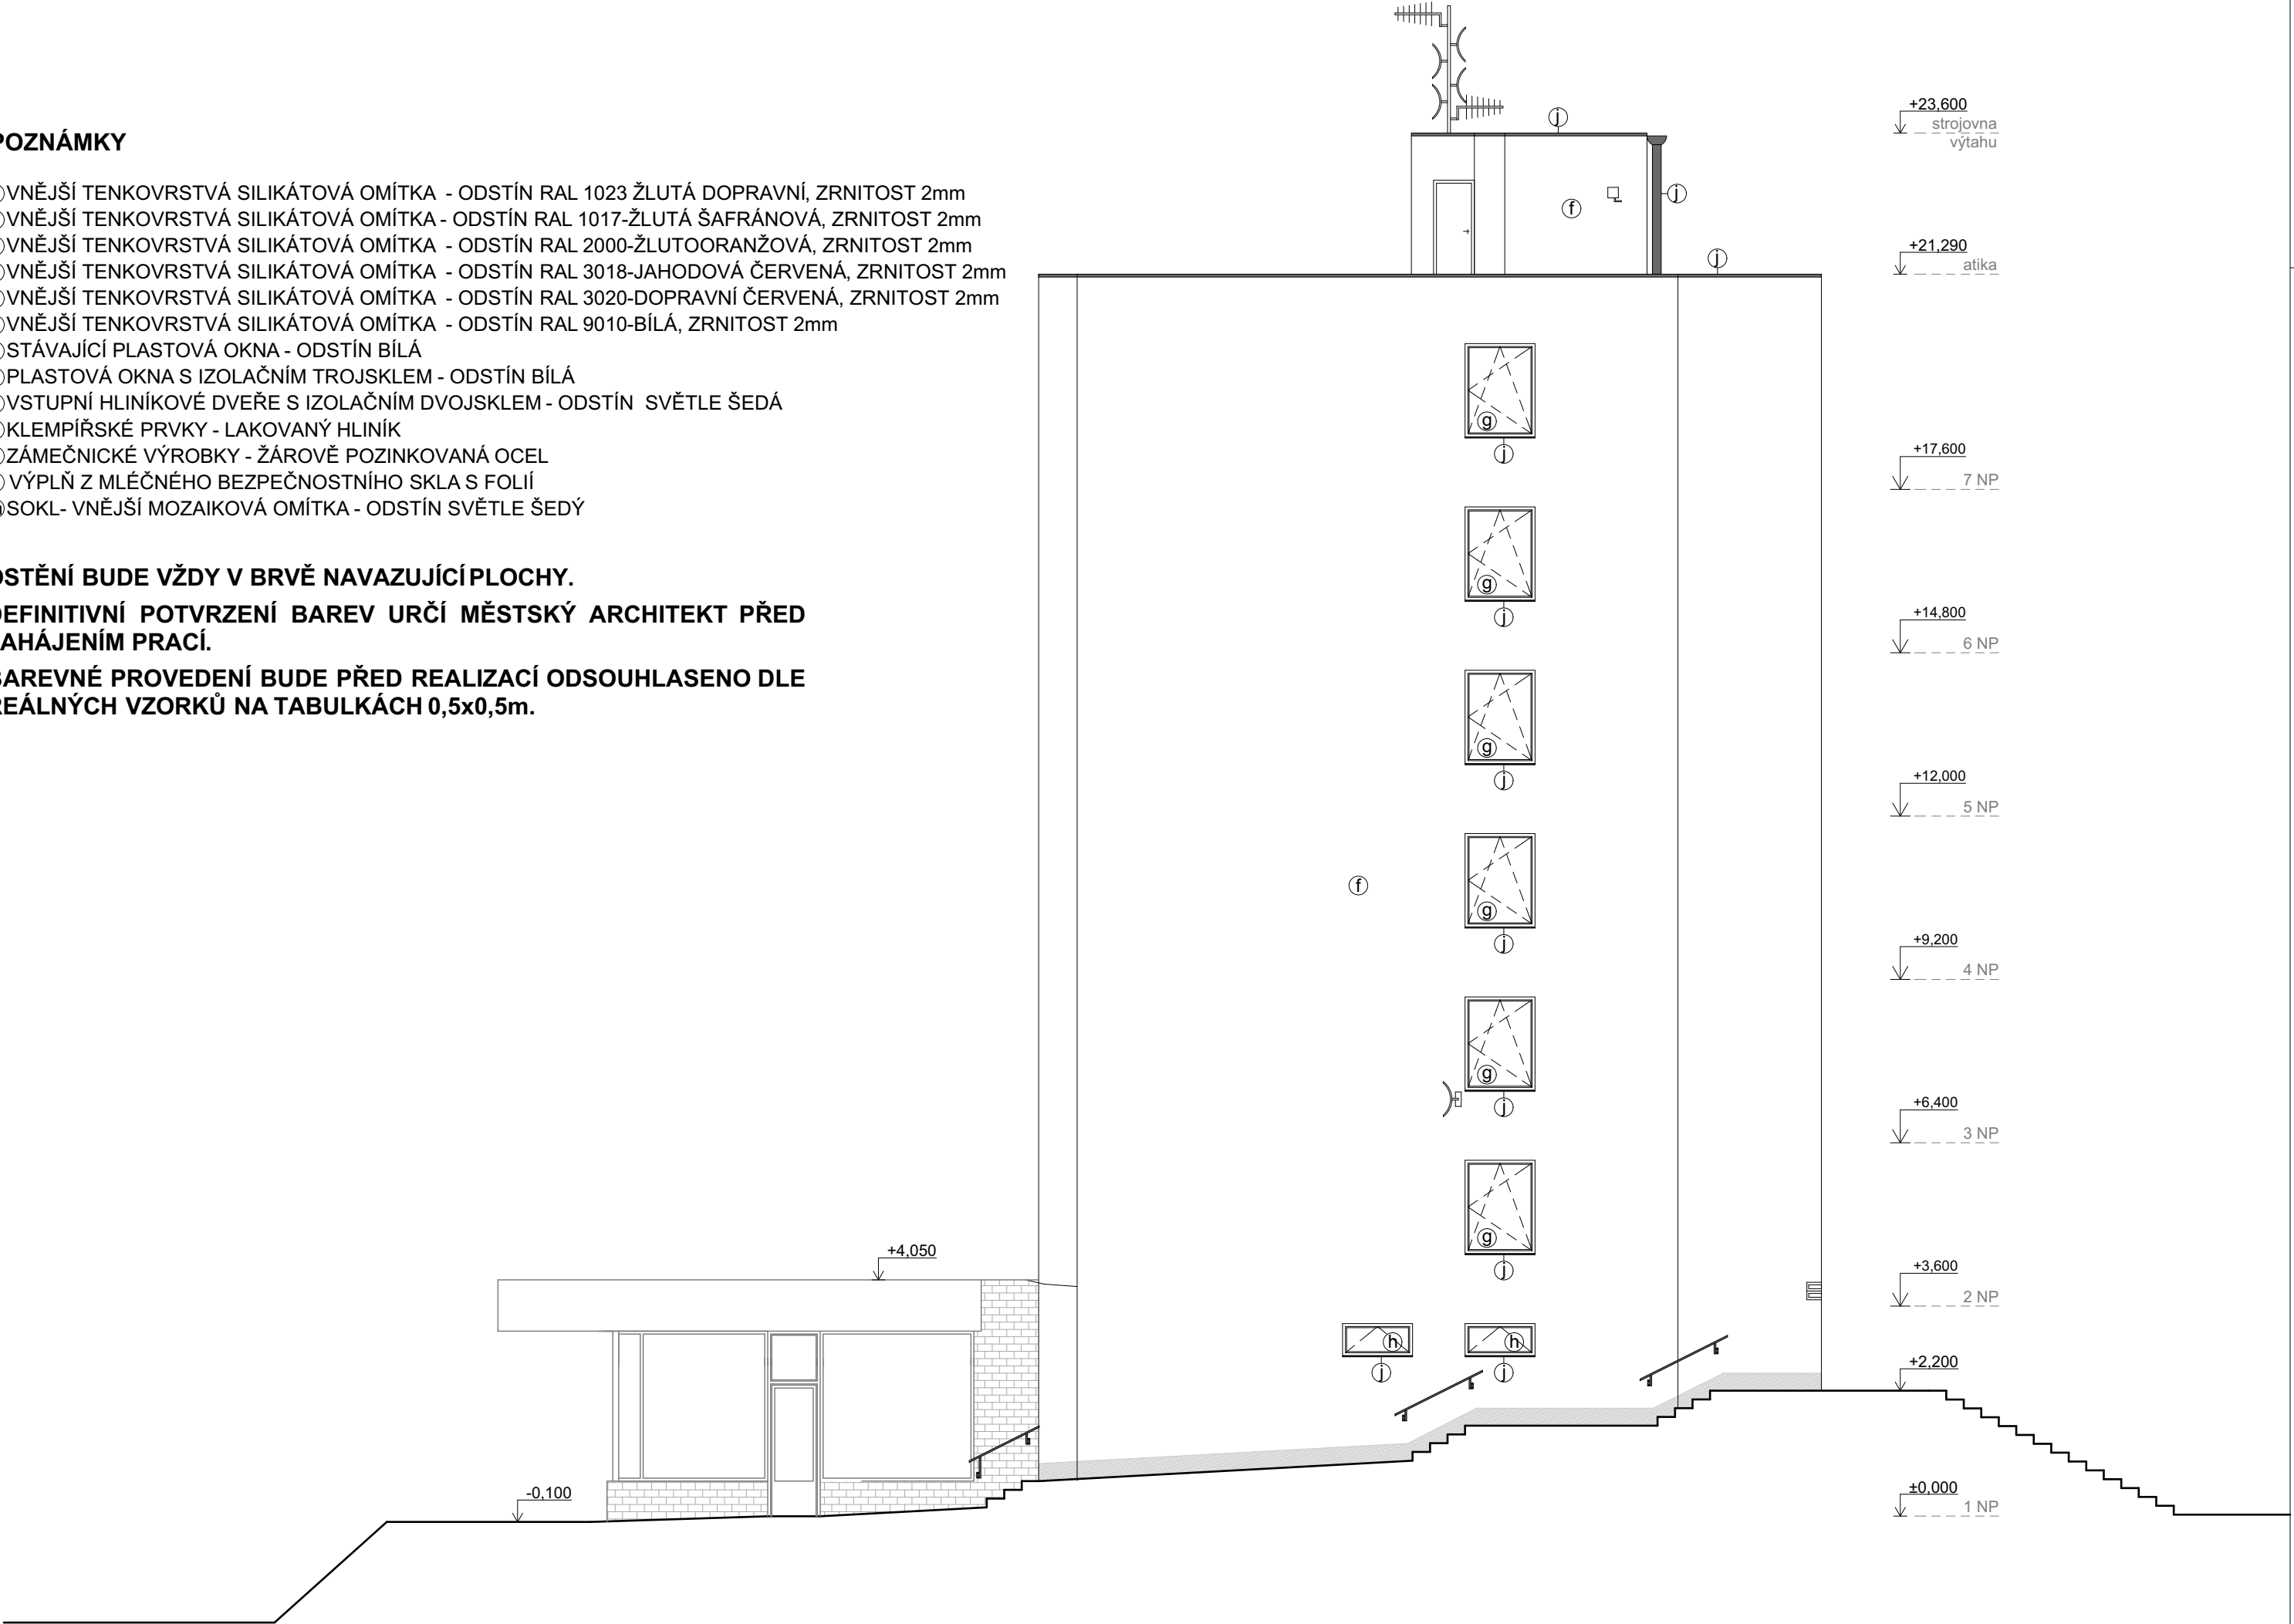 POZNÁMKY
VNĚJŠÍ TENKOVRSTVÁ SILIKÁTOVÁ OMÍTKA - ODSTÍN RAL 1023 ŽLUTÁ DOPRAVNÍ, ZRNITOST 2mm
VNĚJŠÍ TENKOVRSTVÁ SILIKÁTOVÁ OMÍTKA - ODSTÍN RAL 1017-ŽLUTÁ ŠAFRÁNOVÁ, ZRNITOST 2mm
VNĚJŠÍ TENKOVRSTVÁ SILIKÁTOVÁ OMÍTKA - ODSTÍN RAL 2000-ŽLUTOORANŽOVÁ, ZRNITOST 2mm
VNĚJŠÍ TENKOVRSTVÁ SILIKÁTOVÁ OMÍTKA - ODSTÍN RAL 3018-JAHODOVÁ ČERVENÁ, ZRNITOST 2mm
VNĚJŠÍ TENKOVRSTVÁ SILIKÁTOVÁ OMÍTKA - ODSTÍN RAL 3020-DOPRAVNÍ ČERVENÁ, ZRNITOST 2mm
VNĚJŠÍ TENKOVRSTVÁ SILIKÁTOVÁ OMÍTKA - ODSTÍN RAL 9010-BÍLÁ, ZRNITOST 2mm
STÁVAJÍCÍ PLASTOVÁ OKNA - ODSTÍN BÍLÁ
PLASTOVÁ OKNA S IZOLAČNÍM TROJSKLEM - ODSTÍN BÍLÁ
VSTUPNÍ HLINÍKOVÉ DVEŘE S IZOLAČNÍM DVOJSKLEM - ODSTÍN SVĚTLE ŠEDÁ
KLEMPÍŘSKÉ PRVKY - LAKOVANÝ HLINÍK
ZÁMEČNICKÉ VÝROBKY - ŽÁROVĚ POZINKOVANÁ OCEL
VÝPLŇ Z MLÉČNÉHO BEZPEČNOSTNÍHO SKLA S FOLIÍ
SOKL- VNĚJŠÍ MOZAIKOVÁ OMÍTKA - ODSTÍN SVĚTLE ŠEDÝ
OSTĚNÍ BUDE VŽDY V BRVĚ NAVAZUJÍCÍ PLOCHY.
DEFINITIVNÍ POTVRZENÍ BAREV URČÍ MĚSTSKÝ ARCHITEKT PŘED
ZAHÁJENÍM PRACÍ.
BAREVNÉ PROVEDENÍ BUDE PŘED REALIZACÍ ODSOUHLASENO DLE
REÁLNÝCH VZORKŮ NA TABULKÁCH 0,5x0,5m.
j
f
j
j
g
j
g
j
g
j
f
g
j
g
j
g
j
h
j
h
j
+4,050
-0,100
+23,600
strojovna
výtahu
+21,290
atika
+17,600
7 NP
+14,800
6 NP
+12,000
5 NP
+9,200
4 NP
+6,400
3 NP
+3,600
2 NP
+2,200
±0,000
1 NP